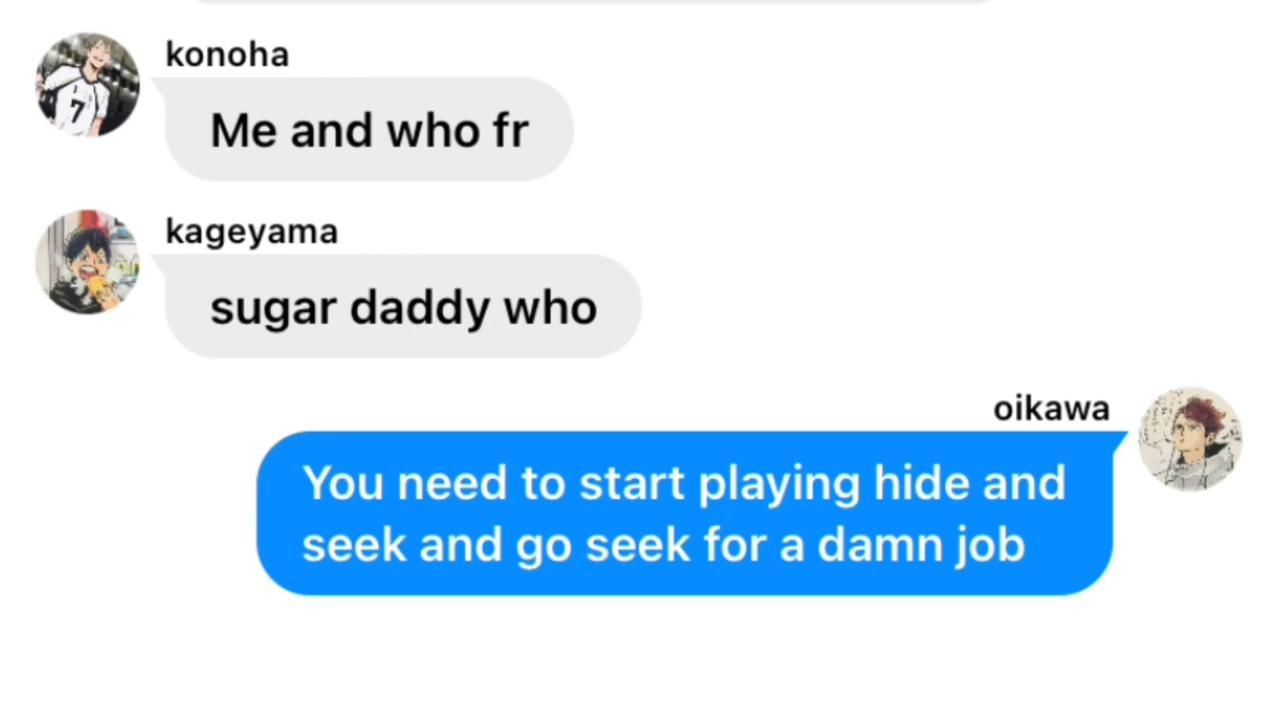 konoha
7
Me and who fr
kageyama
sugar daddy who
oikawa
You need to start playing hide and
seek and go seek for a damn job